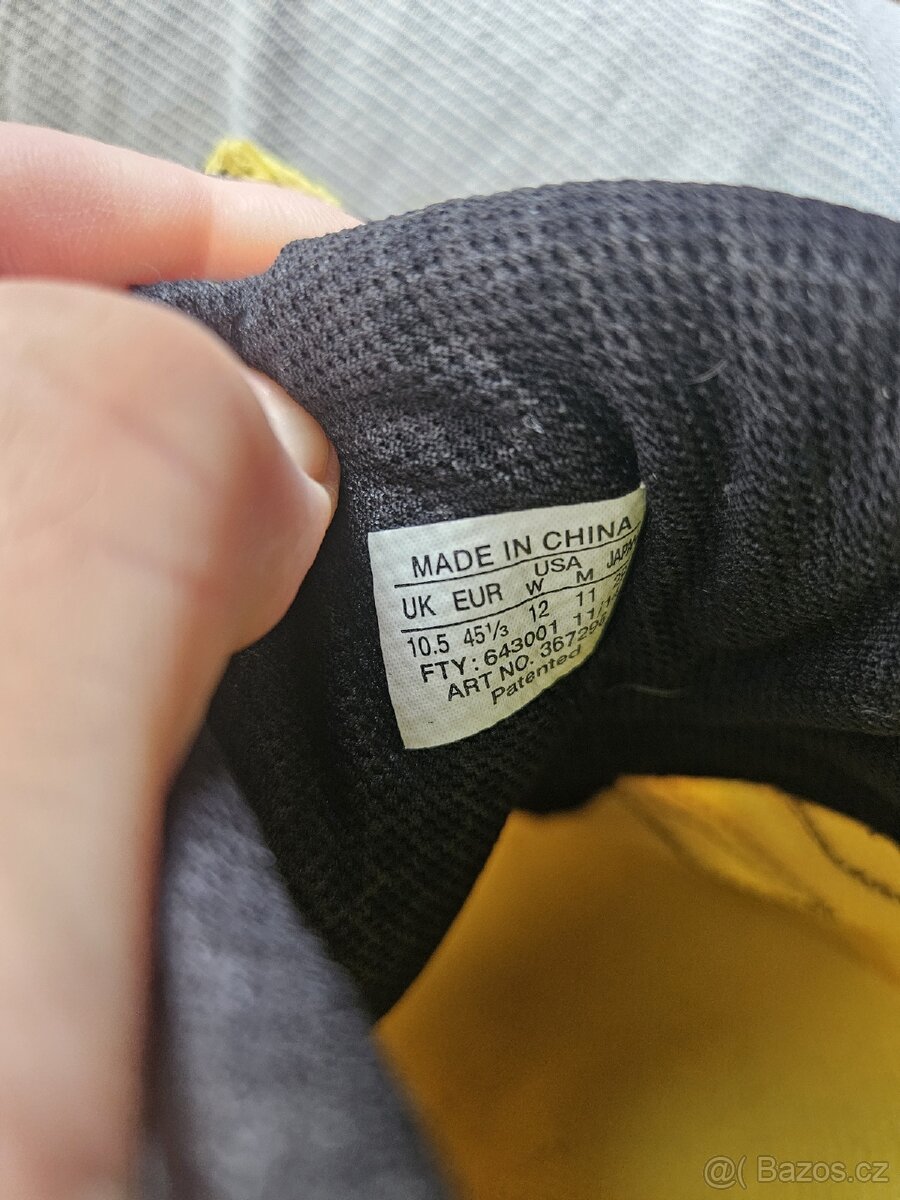 MADE IN CHINA
USA
UK EUR W M
10.5 45 1/3 12 11
FTY: 643001
ART NO.
Patented
@( Bazos.cz